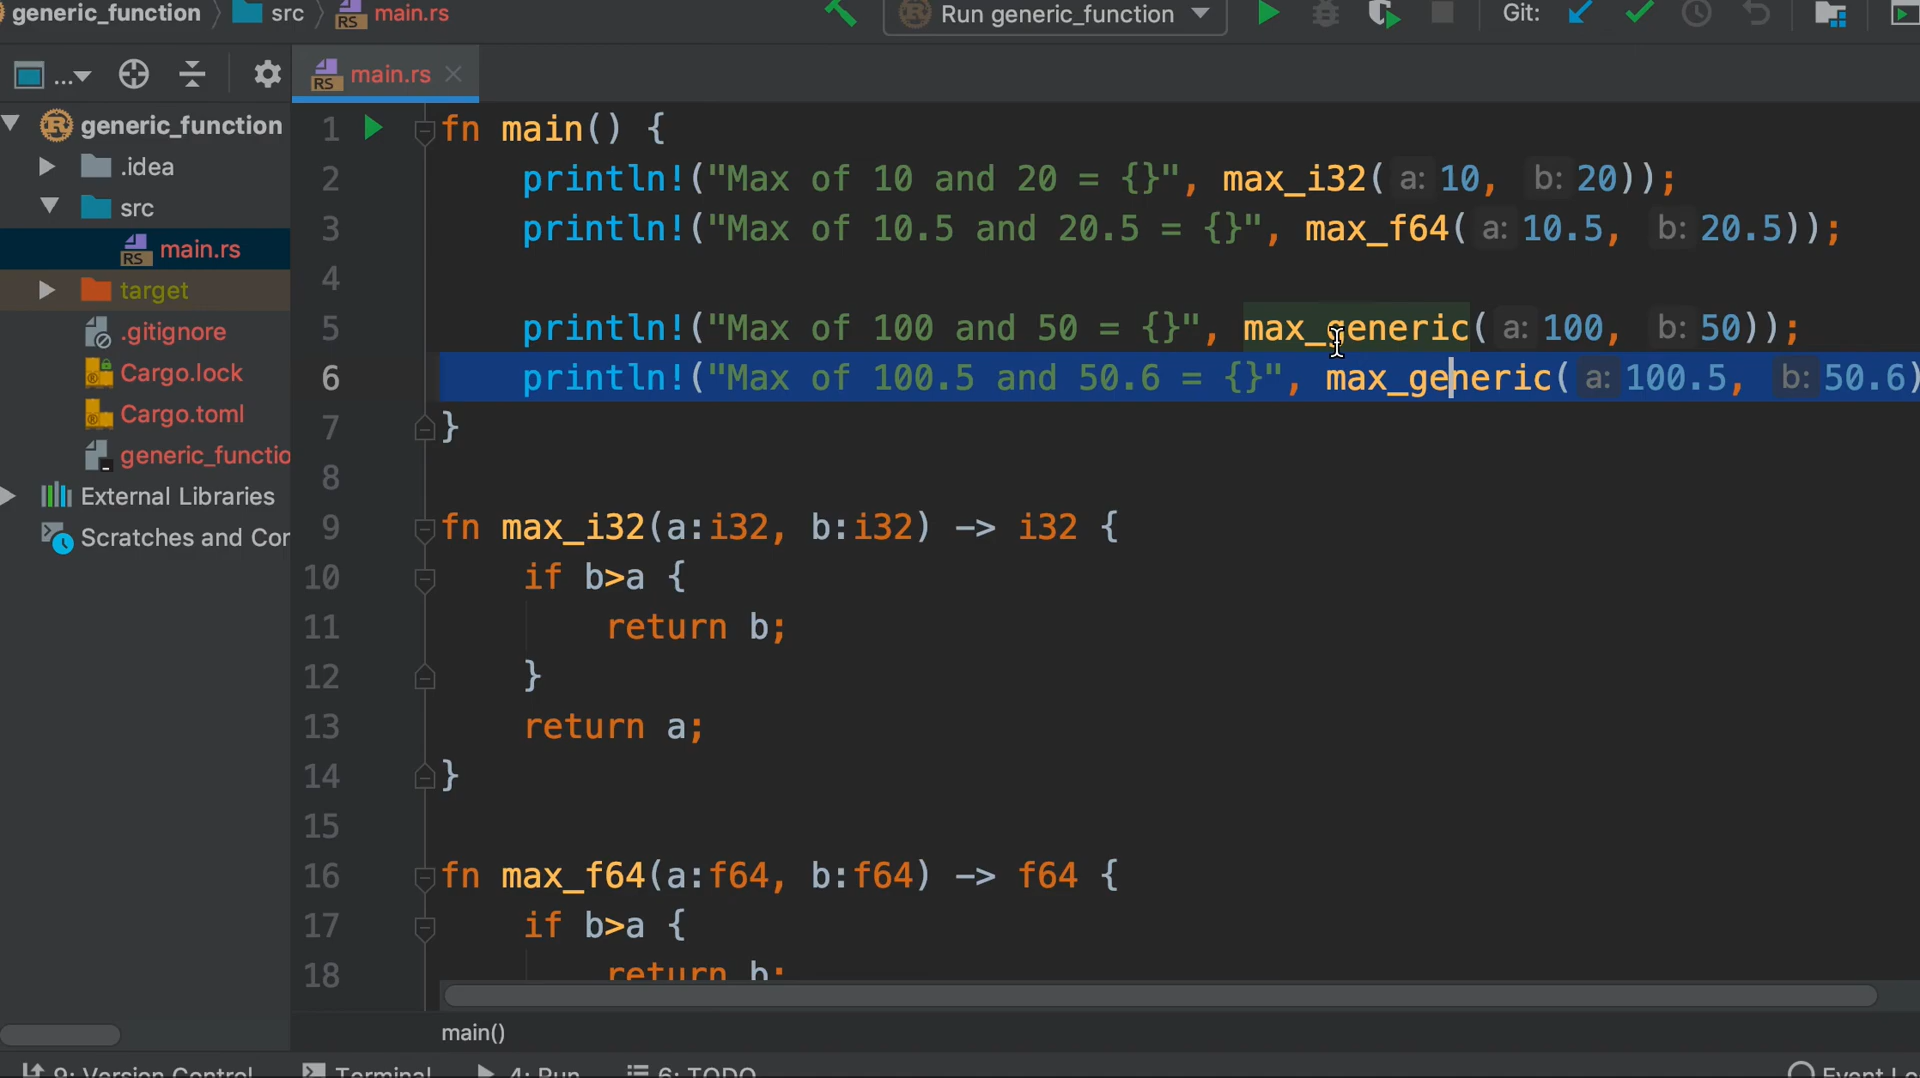 generic_function src main.rs
Run generic_function Git:
... main.rs
generic_function
.idea
src
main.rs
target
.gitignore
Cargo.lock
Cargo.toml
generic_functio
External Libraries
Scratches and Cor
1 fn main() {
2 println!("Max of 10 and 20 = {}", max_i32( a: 10, b: 20));
3 println!("Max of 10.5 and 20.5 = {}", max_f64( a: 10.5, b: 20.5));
4
5 println!("Max of 100 and 50 = {}", max_generic( a: 100, b: 50));
6 println!("Max of 100.5 and 50.6 = {}", max_generic( a: 100.5, b: 50.6)
7 }
8
9 fn max_i32(a:i32, b:i32) -> i32 {
10 if b>a {
11 return b;
12 }
13 return a;
14 }
15
16 fn max_f64(a:f64, b:f64) -> f64 {
17 if b>a {
18 return b;
main()
9: Version Control Terminal 4: Run 6: TODO Event Lo